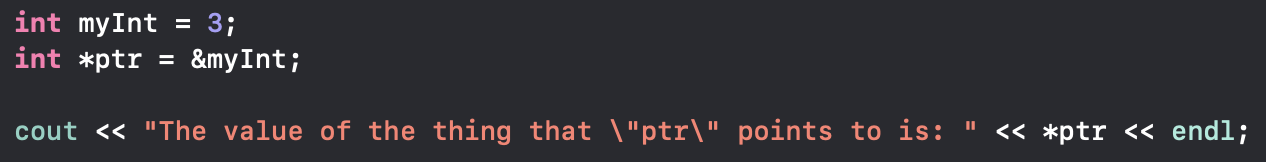 int myInt = 3;
int *ptr = &myInt;
cout << "The value of the thing that \"ptr\" points to is: " << *ptr << endl;